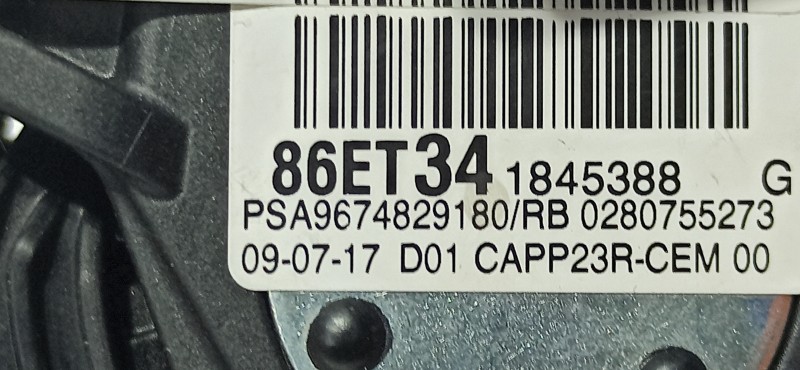 86ET34 1845388 G
PSA9674829180/RB 0280755273
09-07-17 D01 CAPP23R-CEM 00